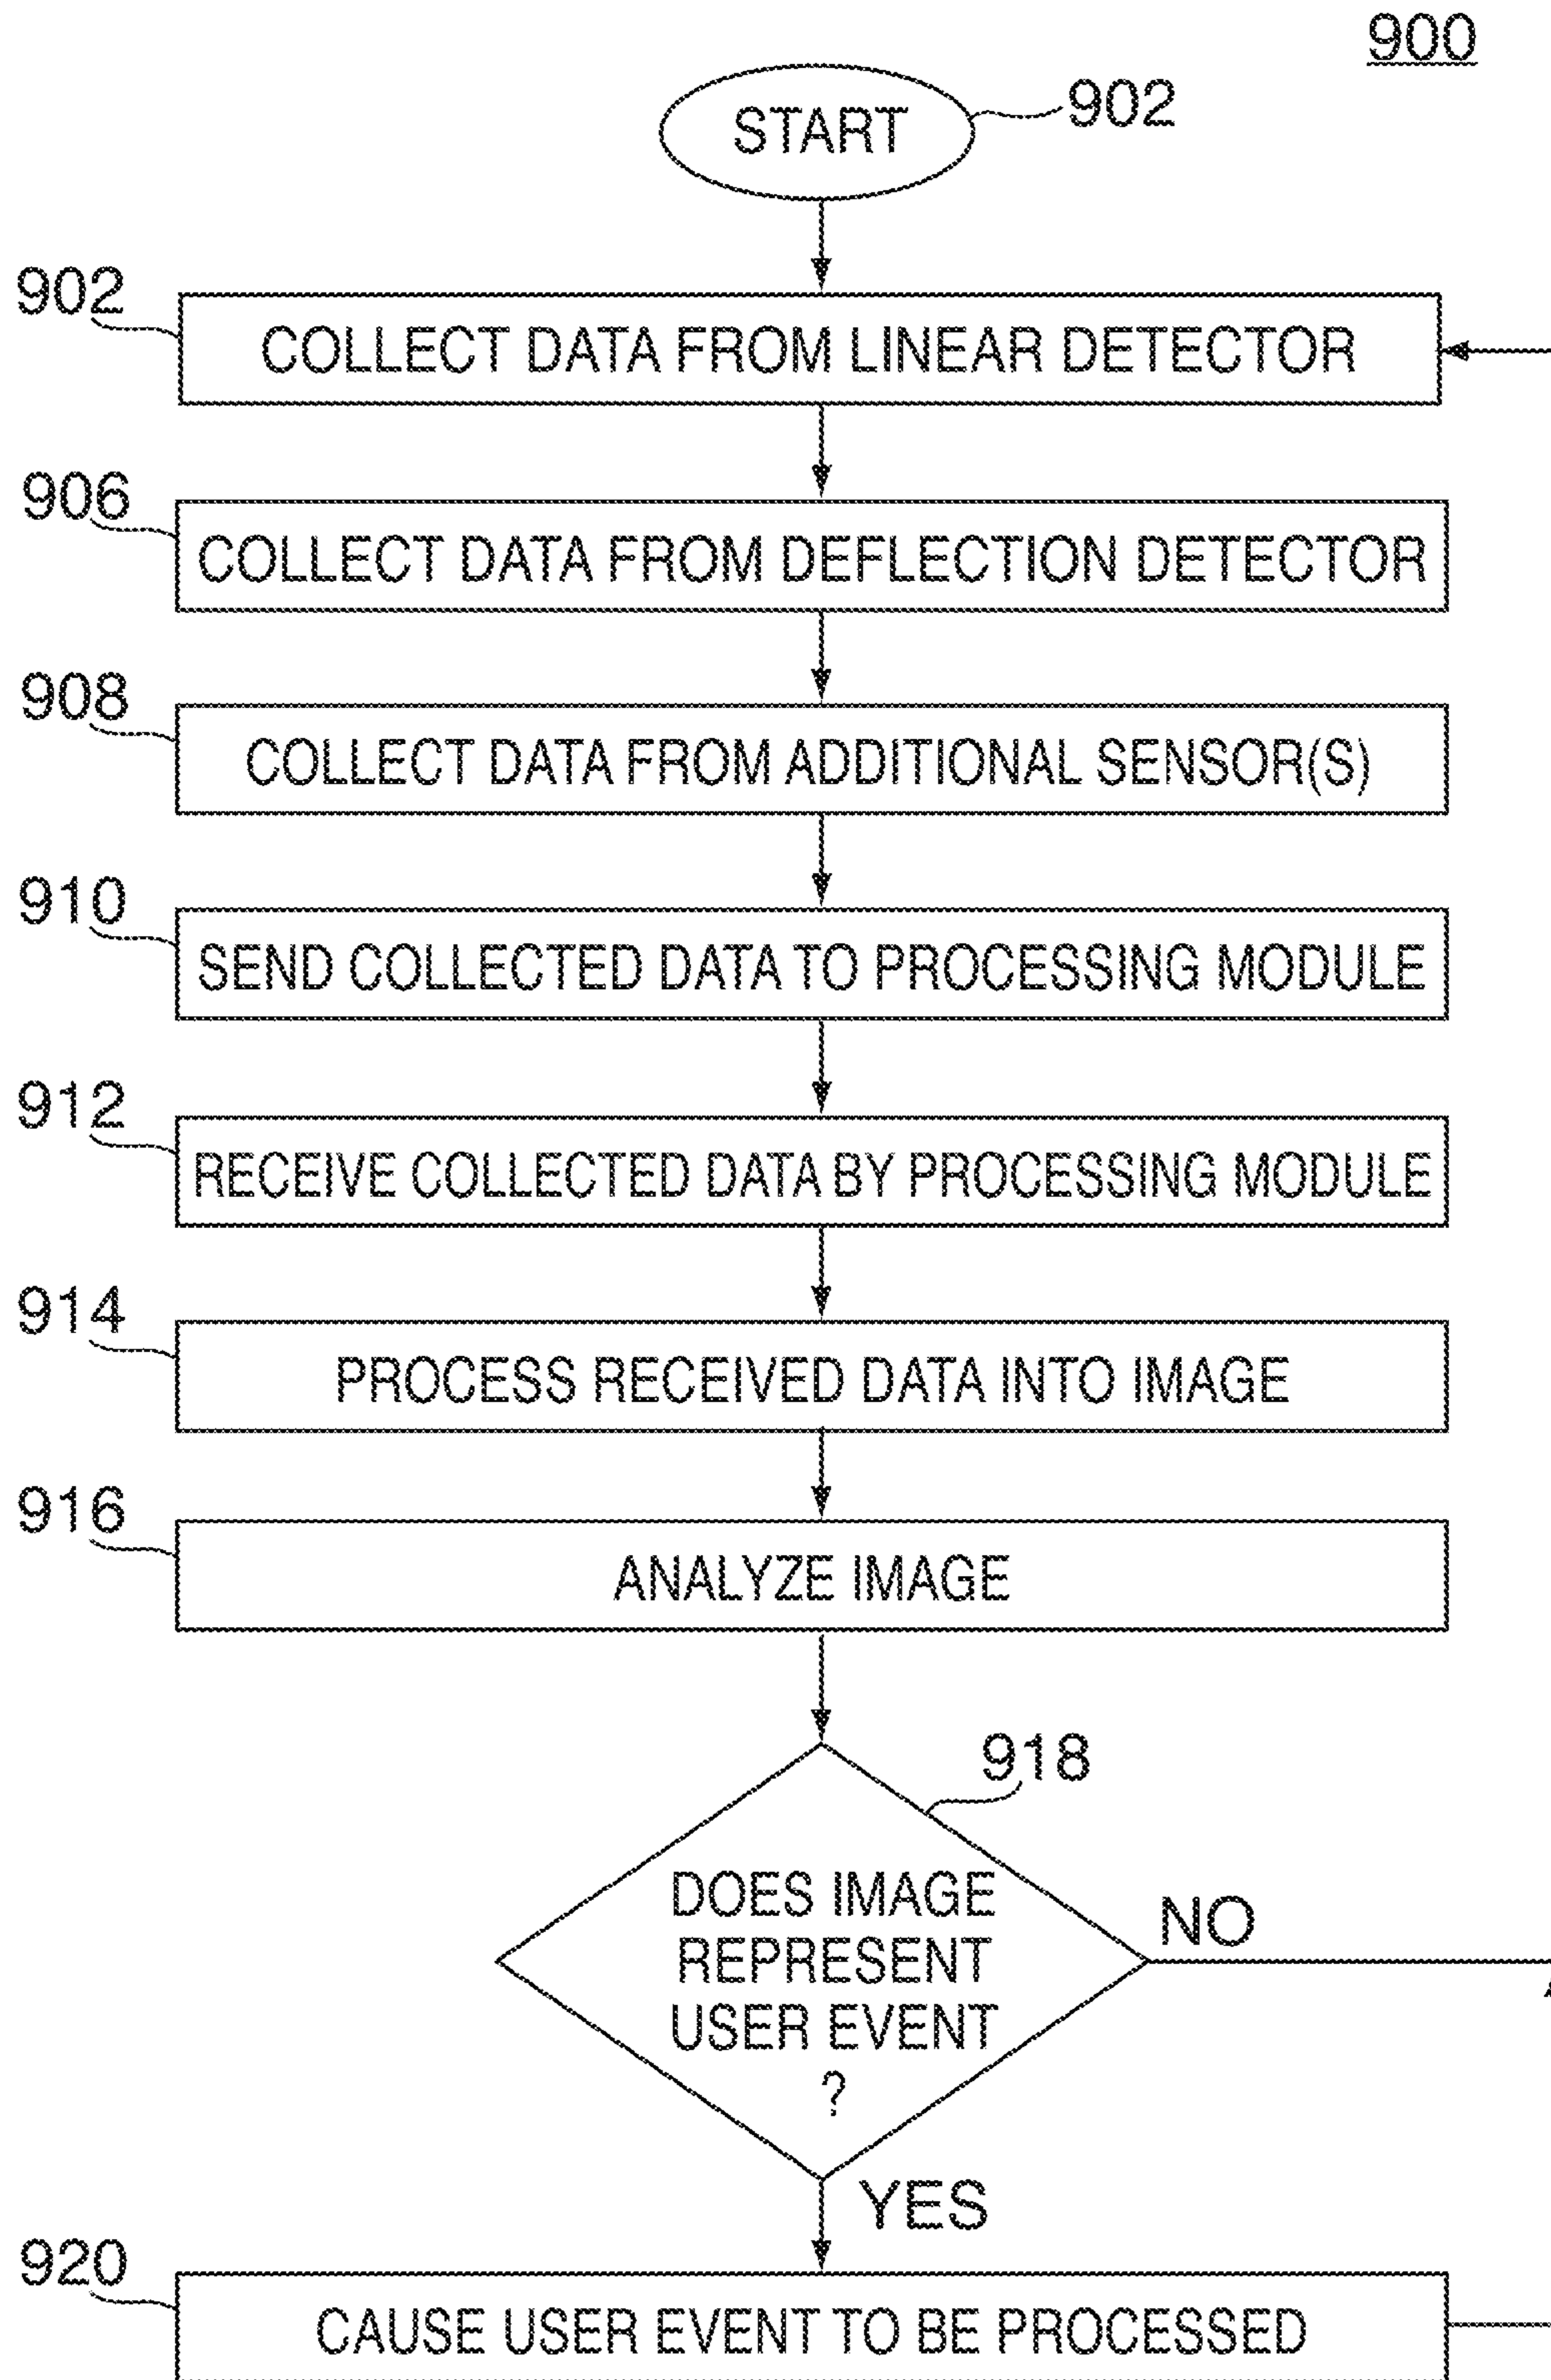 900
START
902
902
COLLECT DATA FROM LINEAR DETECTOR
906
COLLECT DATA FROM DEFLECTION DETECTOR
908
COLLECT DATA FROM ADDITIONAL SENSOR(S)
910
SEND COLLECTED DATA TO PROCESSING MODULE
912
RECEIVE COLLECTED DATA BY PROCESSING MODULE
914
PROCESS RECEIVED DATA INTO IMAGE
916
ANALYZE IMAGE
918
DOES IMAGE
REPRESENT
USER EVENT
?
NO
YES
920
CAUSE USER EVENT TO BE PROCESSED